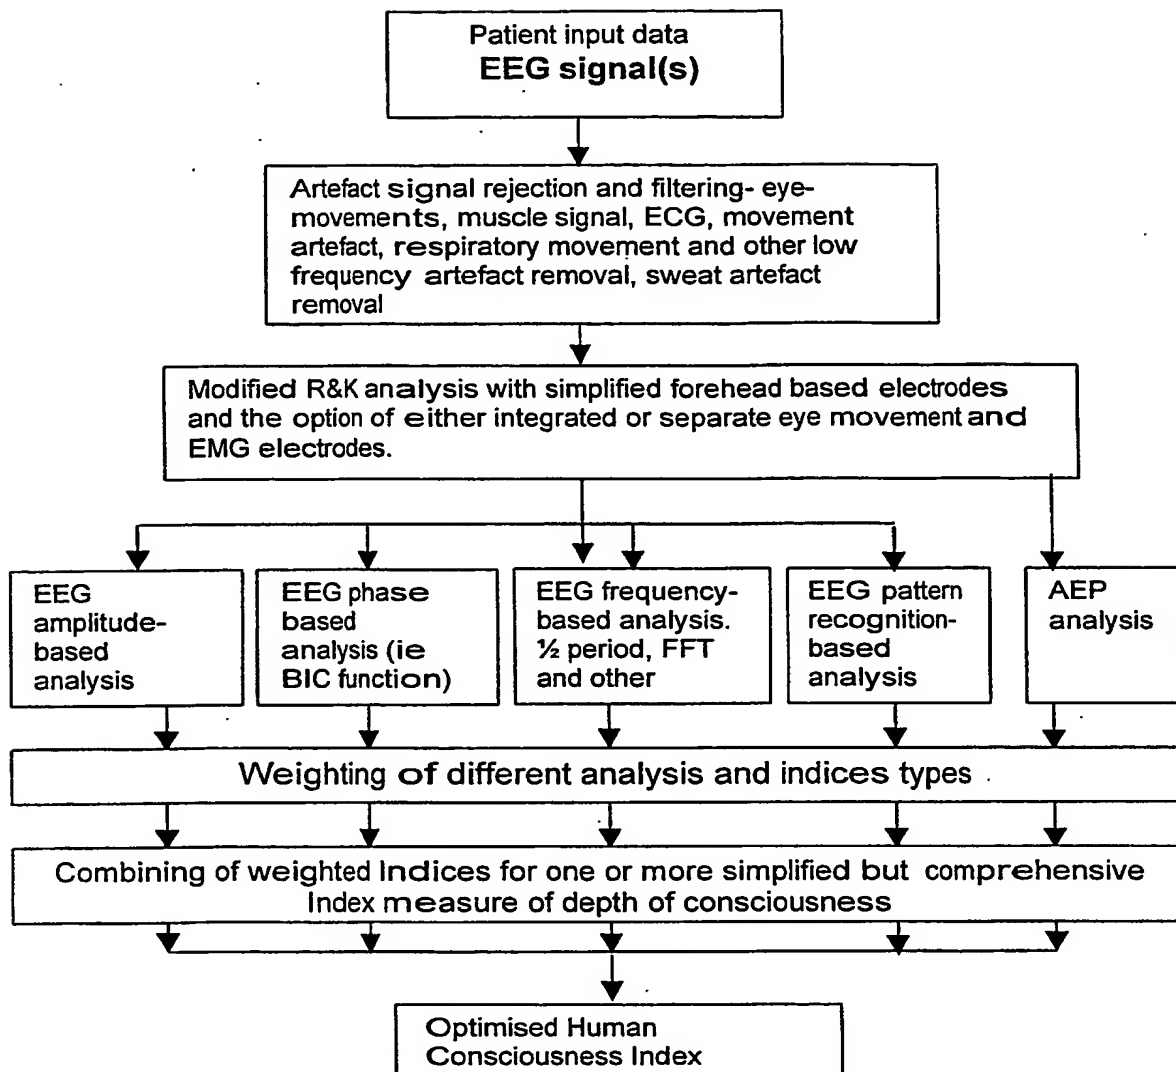 Patient input data
EEG signal(s)
Artefact signal rejection and filtering- eye-
movements, muscle signal, ECG, movement
artefact, respiratory movement and other low
frequency artefact removal, sweat artefact
removal
Modified R&K analysis with simplified forehead based electrodes
and the option of either integrated or separate eye movement and
EMG electrodes.
EEG
amplitude-
based
analysis
EEG phase
based
analysis (ie
BIC function)
EEG frequency-
based analysis.
½ period, FFT
and other
EEG pattern
recognition-
based
analysis
AEP
analysis
Weighting of different analysis and indices types
Combining of weighted Indices for one or more simplified but comprehensive
Index measure of depth of consciousness
Optimised Human
Consciousness Index